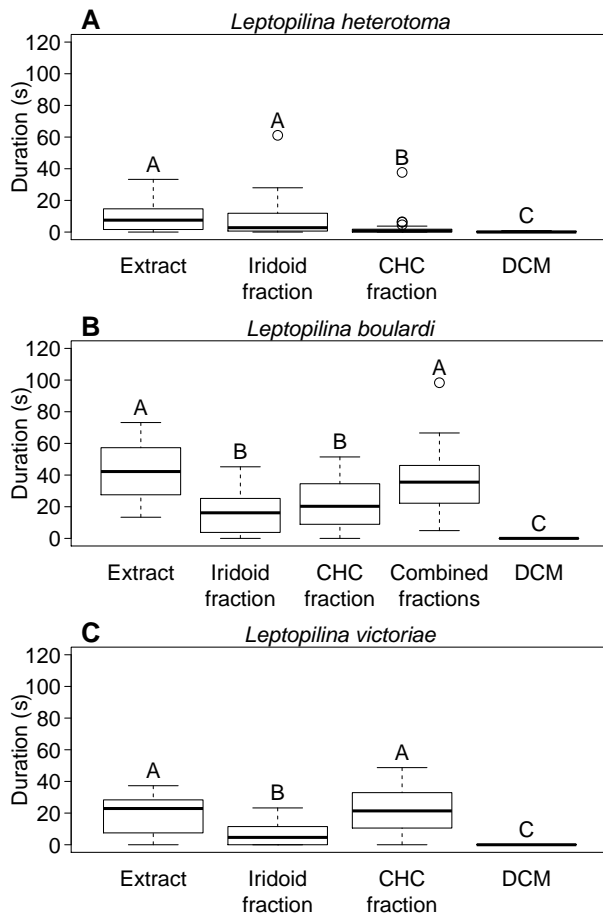 A
Leptopilina heterotoma
Duration (s)
120
100
80
60
40
20
0
A
A
B
C
Extract
Iridoid fraction
CHC fraction
DCM
B
Leptopilina boulardi
Duration (s)
120
100
80
60
40
20
0
A
B
B
A
C
Extract
Iridoid fraction
CHC fraction
Combined fractions
DCM
C
Leptopilina victoriae
Duration (s)
120
100
80
60
40
20
0
A
B
A
C
Extract
Iridoid fraction
CHC fraction
DCM